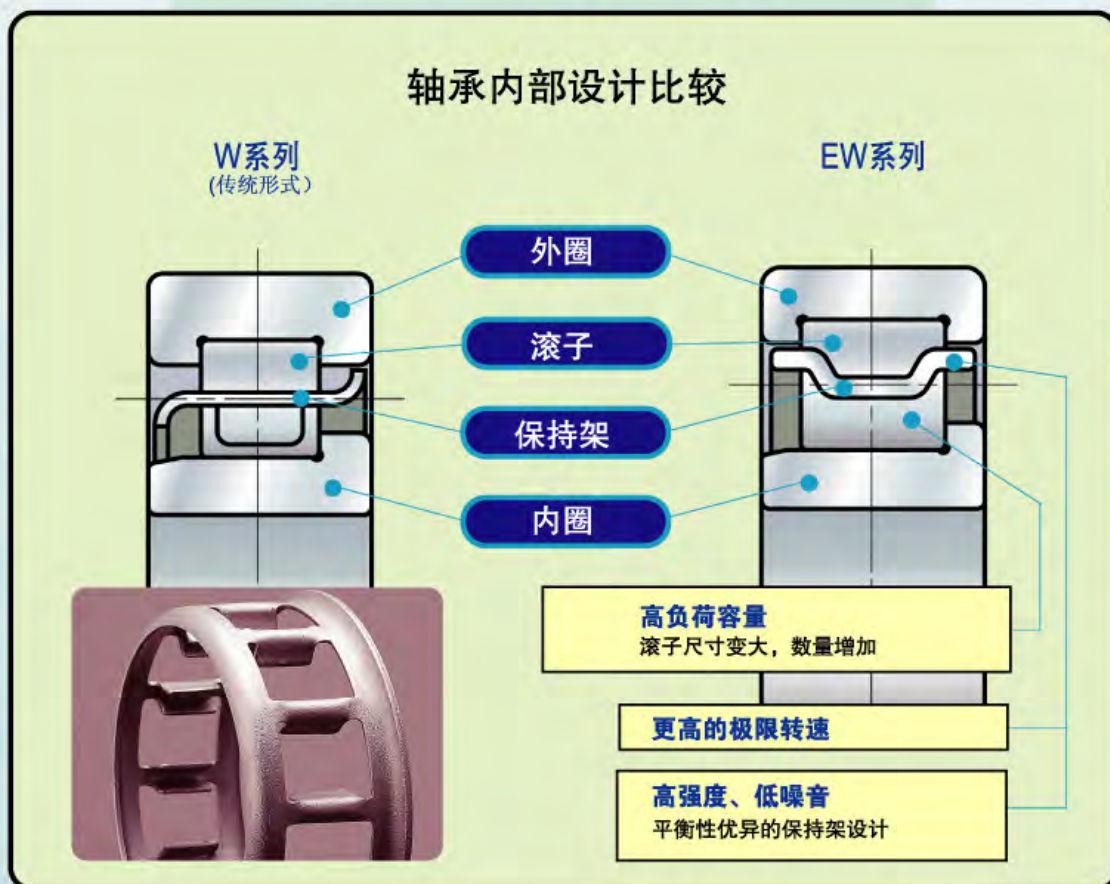 轴承内部设计比较
W系列
(传统形式)
EW系列
外圈
滚子
保持架
内圈
高负荷容量
滚子尺寸变大，数量增加
更高的极限转速
高强度、低噪音
平衡性优异的保持架设计